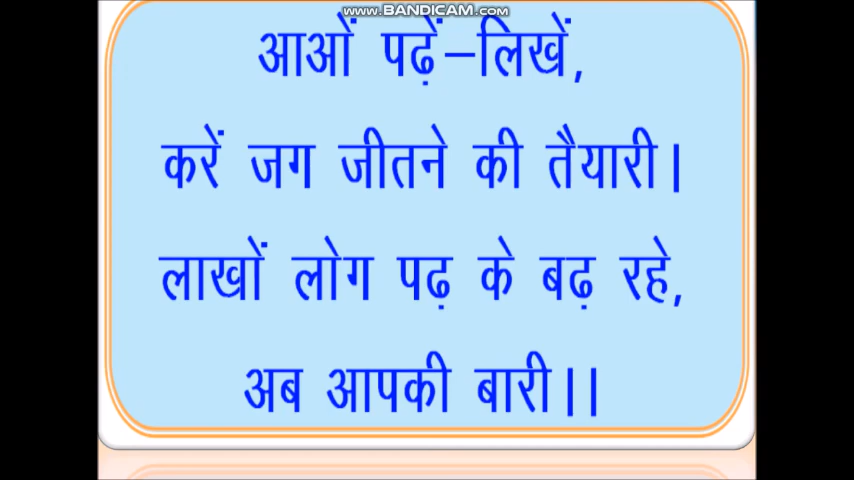 www.BANDICAM.com
आओं पढ़ें-लिखें,
करें जग जीतने की तैयारी।
लाखों लोग पढ़ के बढ़ रहे,
अब आपकी बारी।।